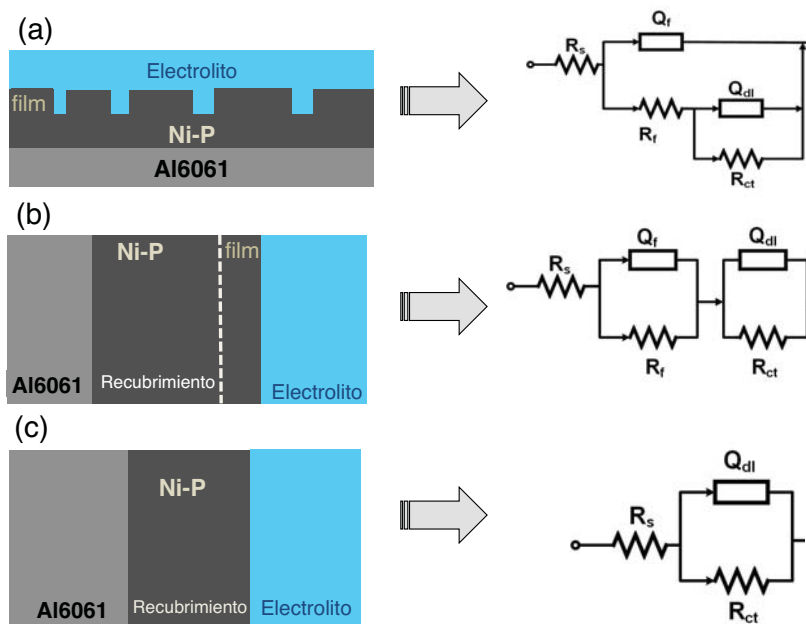 (a)
Electrolito
film
Ni-P
Al6061
Rs
Qf
Rf
Qdl
Rct
(b)
Ni-P
film
Al6061
Recubrimiento
Electrolito
Rs
Qf
Rf
Qdl
Rct
(c)
Ni-P
Al6061
Recubrimiento
Electrolito
Rs
Qdl
Rct